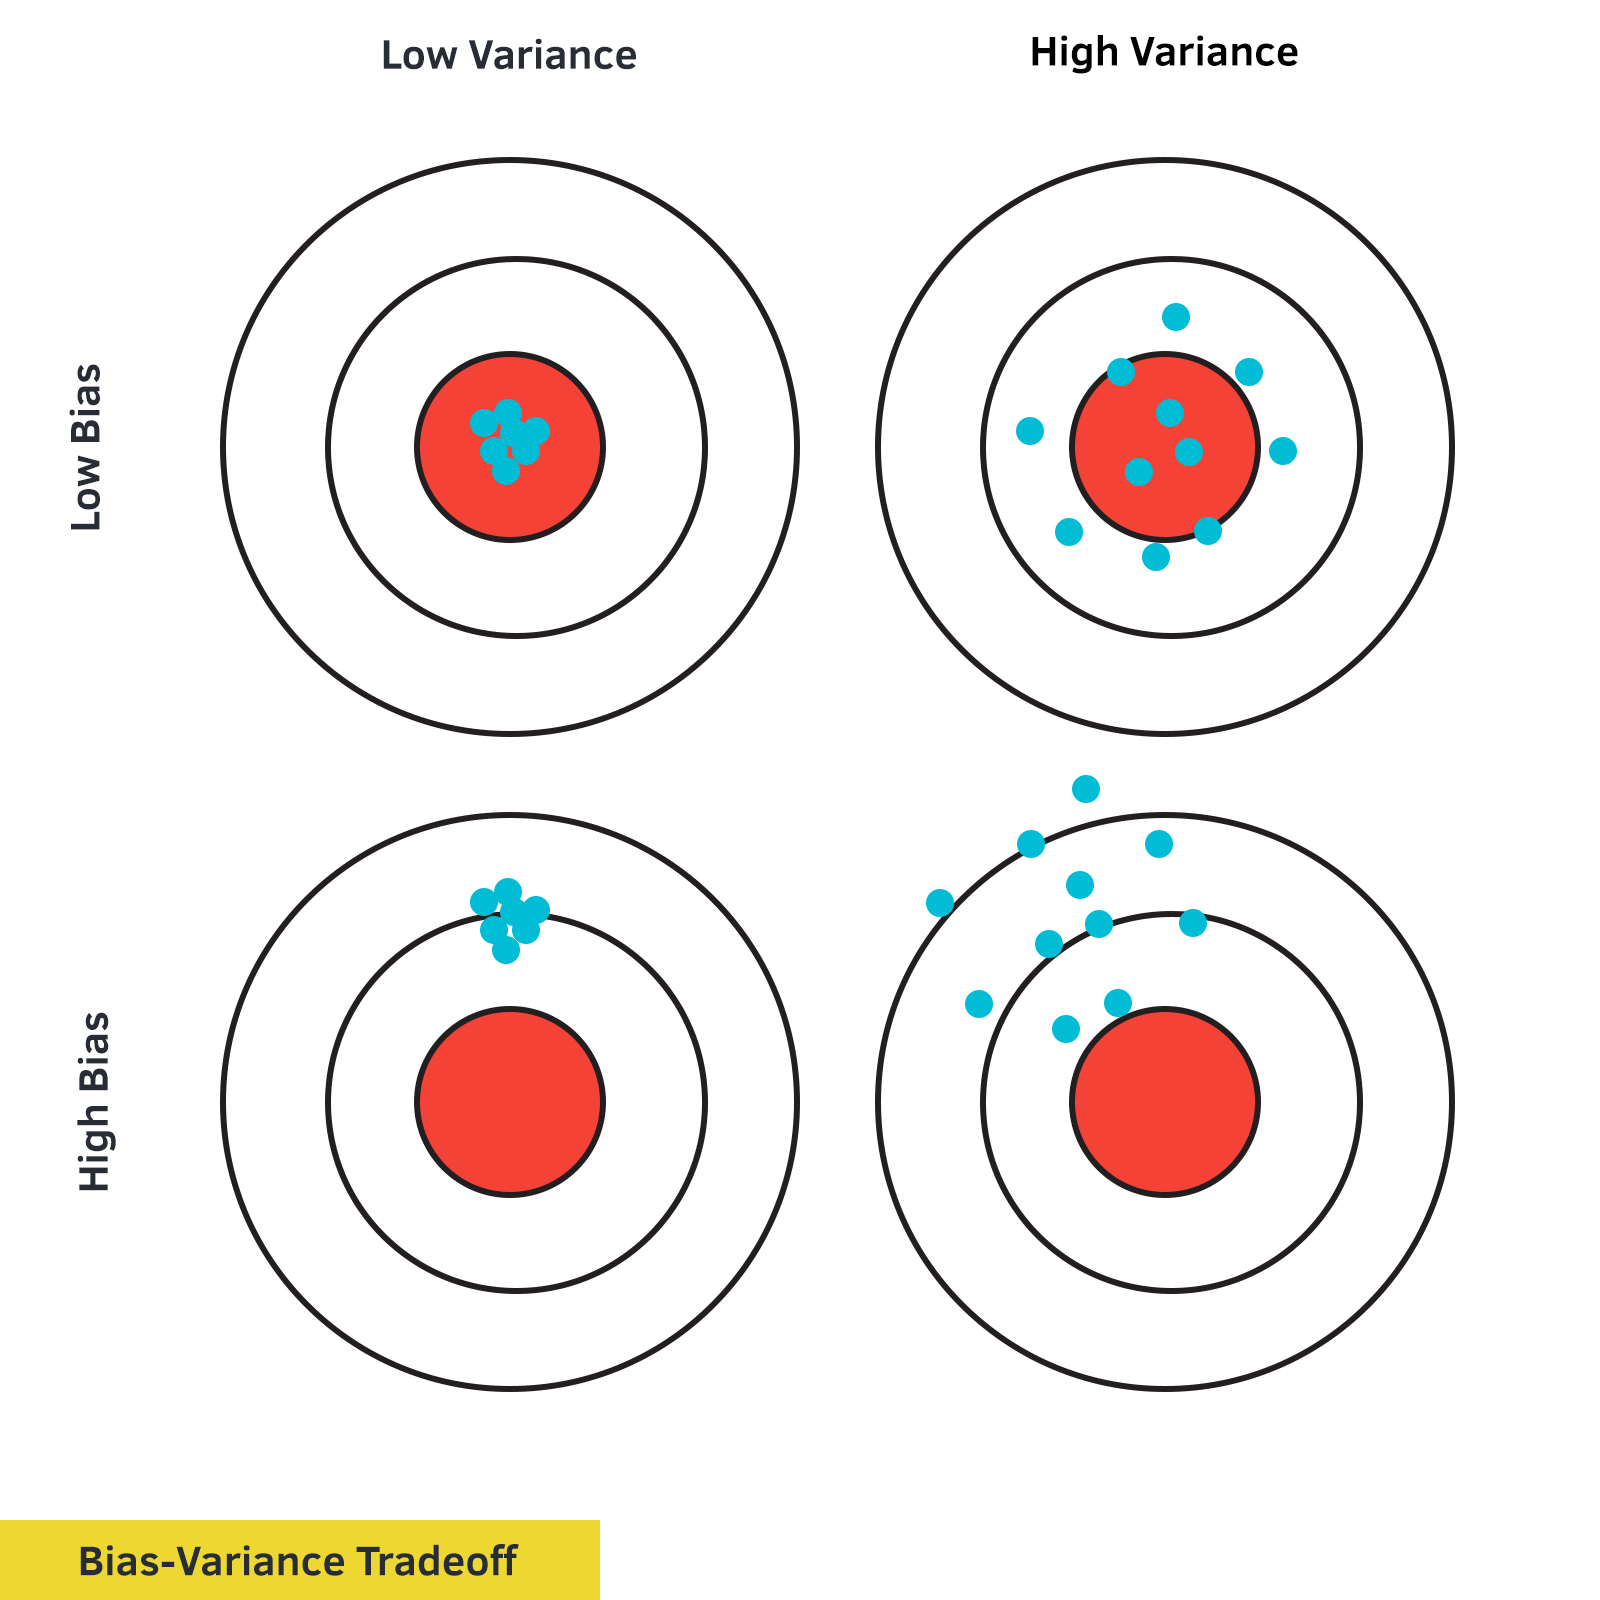 Low Variance
High Variance
Low Bias
High Bias
Bias-Variance Tradeoff